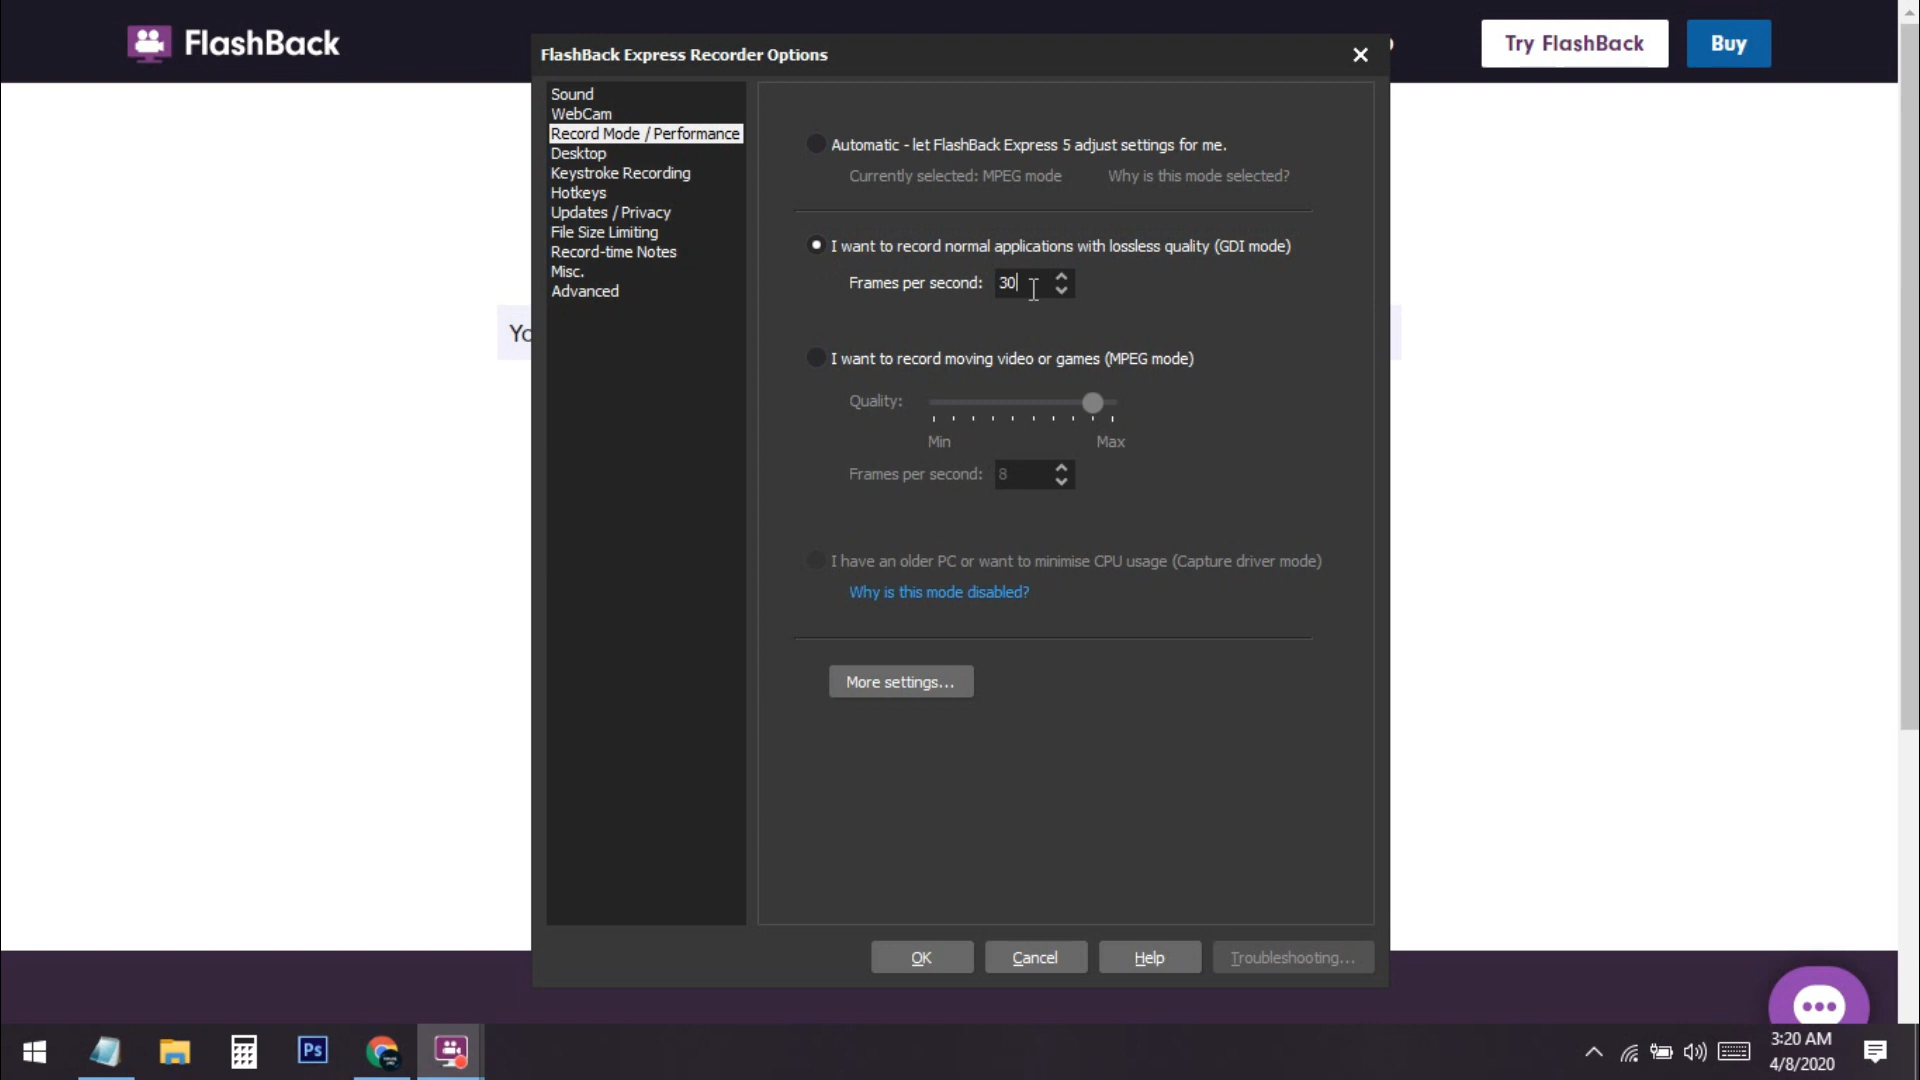 FlashBack
Try FlashBack
Buy
FlashBack Express Recorder Options
Sound
WebCam
Record Mode / Performance
Desktop
Keystroke Recording
Hotkeys
Updates / Privacy
File Size Limiting
Record-time Notes
Misc.
Advanced
Automatic - let FlashBack Express 5 adjust settings for me.
Currently selected: MPEG mode Why is this mode selected?
I want to record normal applications with lossless quality (GDI mode)
Frames per second: 30
I want to record moving video or games (MPEG mode)
Quality:
Min Max
Frames per second: 8
I have an older PC or want to minimise CPU usage (Capture driver mode)
Why is this mode disabled?
More settings...
OK Cancel Help Troubleshooting...
Ps
3:20 AM
4/8/2020